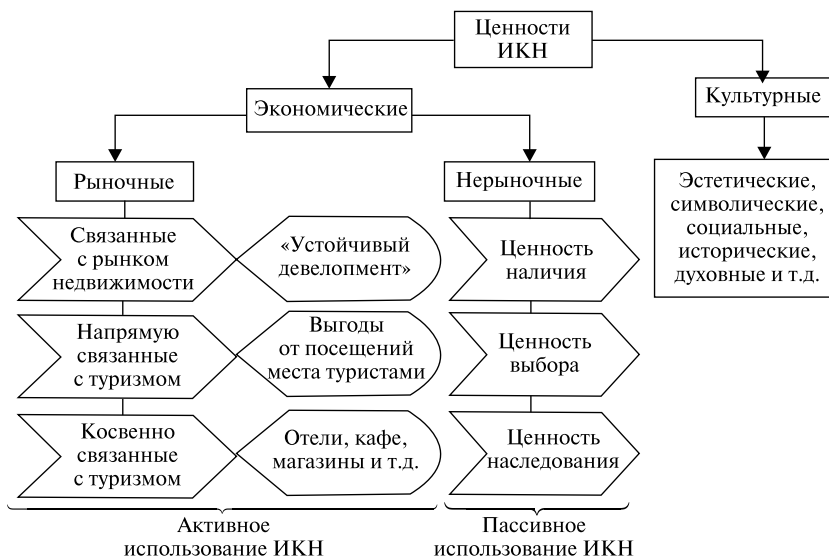 Ценности
ИКН
Экономические
Культурные
Рыночные
Нерыночные
Эстетические,
символические,
социальные,
исторические,
духовные и т.д.
Связанные
с рынком
недвижимости
«Устойчивый
девелопмент»
Ценность
наличия
Напрямую
связанные
с туризмом
Выгоды
от посещений
места туристами
Ценность
выбора
Косвенно
связанные
с туризмом
Отели, кафе,
магазины и т.д.
Ценность
наследования
Активное
использование ИКН
Пассивное
использование ИКН